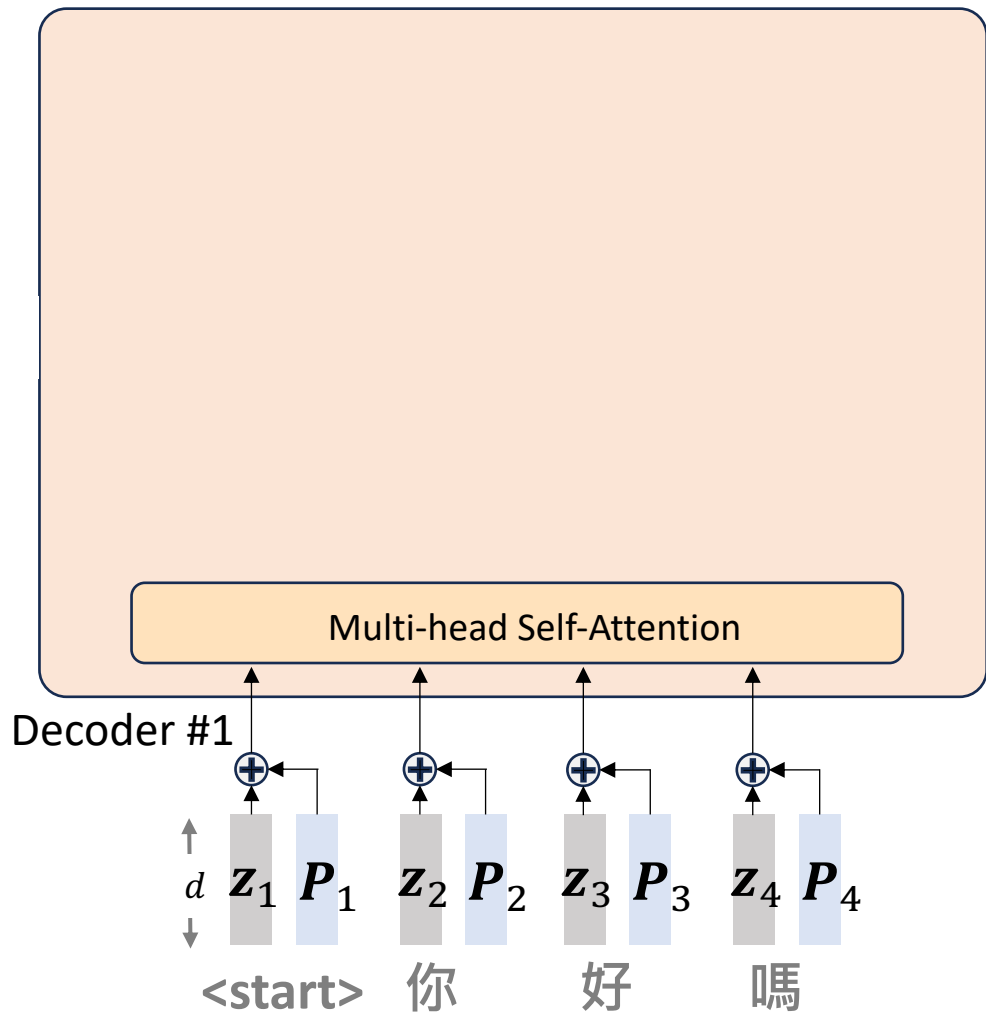 Multi-head Self-Attention
Decoder #1
d z1 P1 z2 P2 z3 P3 z4 P4
<start> 你 好 嗎